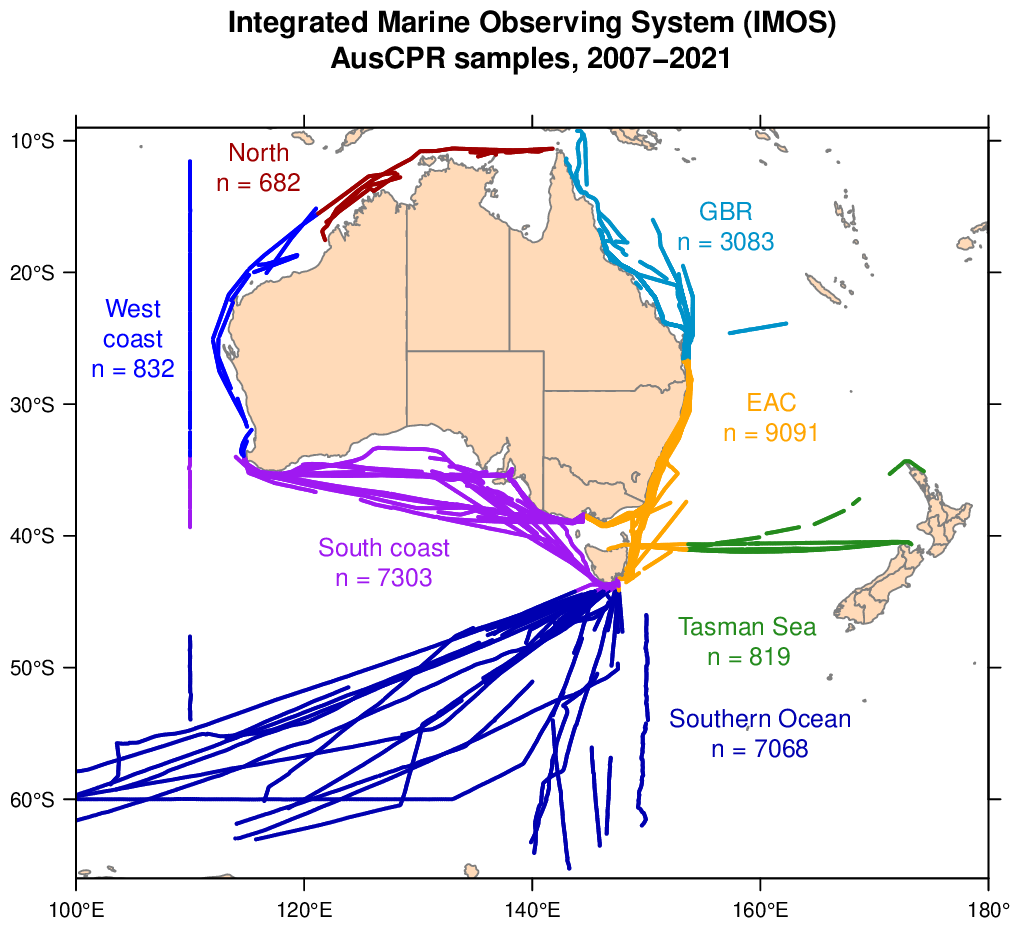 Integrated Marine Observing System (IMOS)
AusCPR samples, 2007−2021
10°S
20°S
30°S
40°S
50°S
60°S
North
n = 682
GBR
n = 3083
West
coast
n = 832
EAC
n = 9091
South coast
n = 7303
Tasman Sea
n = 819
Southern Ocean
n = 7068
100°E
120°E
140°E
160°E
180°